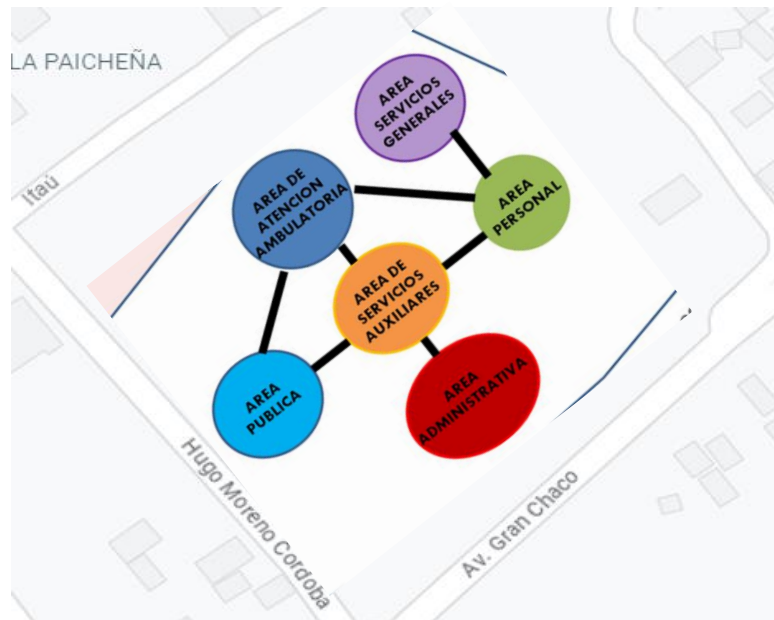 LA PAICHEÑA
AREA
SERVICIOS
GENERALES
Itaú
AREA DE
ATENCION
AMBULATORIA
AREA
PERSONAL
AREA DE
SERVICIOS
AUXILIARES
AREA
PUBLICA
AREA
ADMINISTRATIVA
Hugo Moreno Cordoba
Av. Gran Chaco